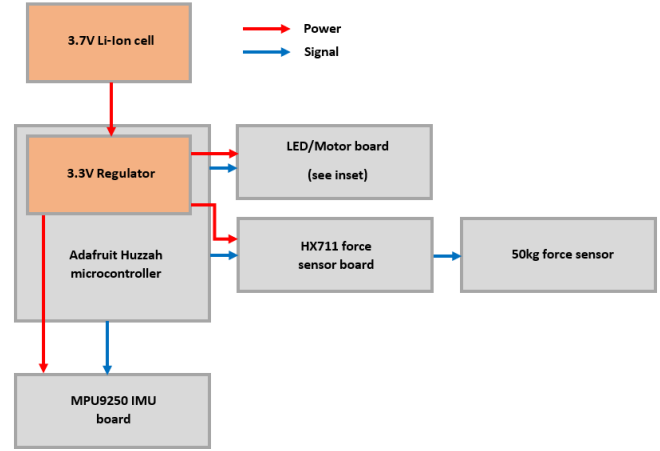 3.7V Li-Ion cell
Power
Signal
3.3V Regulator
LED/Motor board
(see inset)
Adafruit Huzzah
microcontroller
HX711 force
sensor board
50kg force sensor
MPU9250 IMU
board